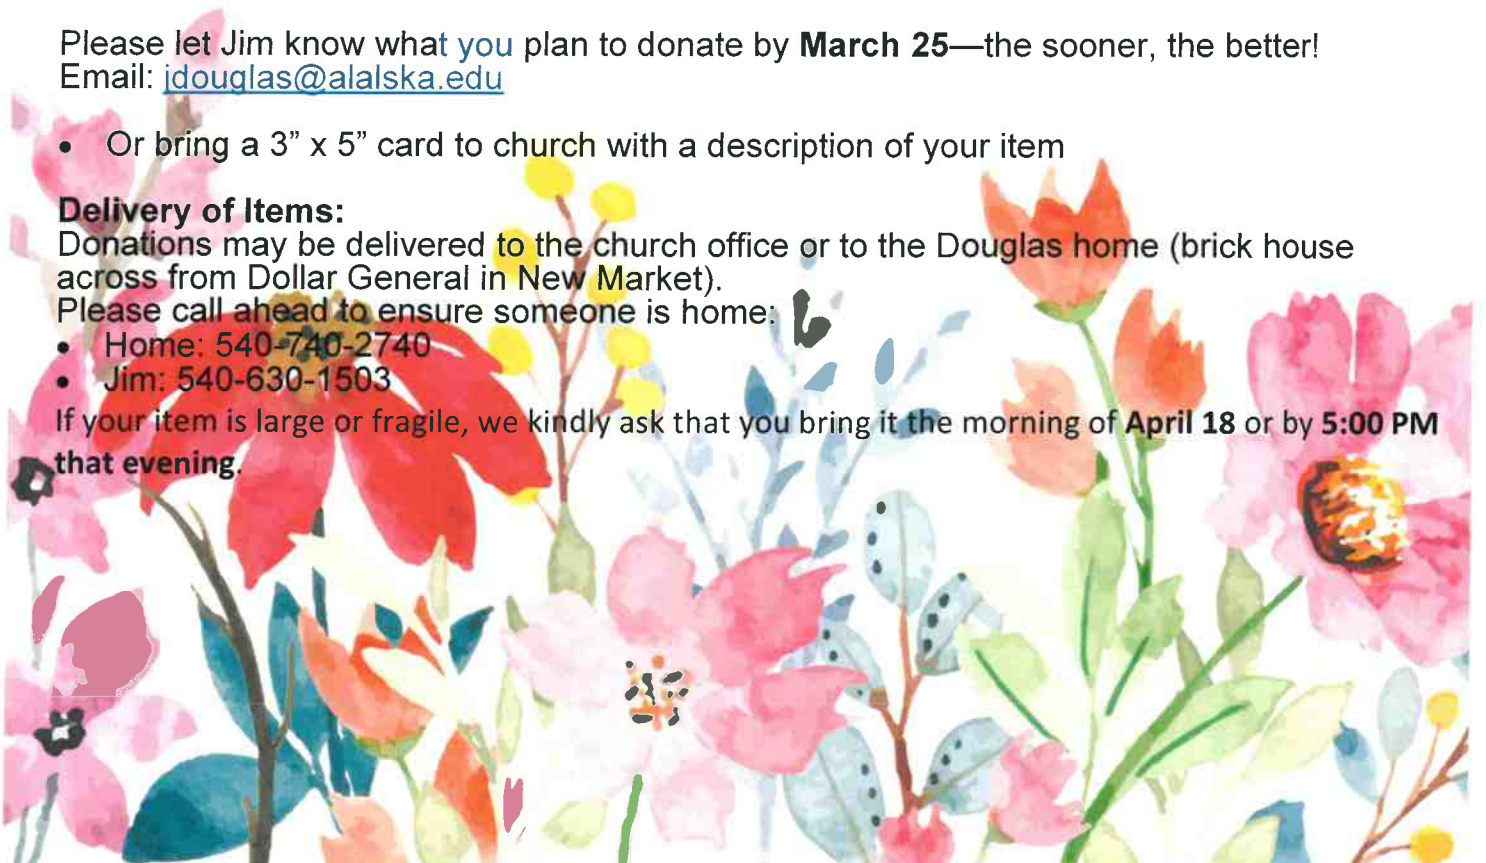 Please let Jim know what you plan to donate by March 25—the sooner, the better!
Email: jdouglas@alalska.edu
• Or bring a 3” x 5” card to church with a description of your item
Delivery of Items:
Donations may be delivered to the church office or to the Douglas home (brick house
across from Dollar General in New Market).
Please call ahead to ensure someone is home:
• Home: 540-740-2740
• Jim: 540-630-1503
If your item is large or fragile, we kindly ask that you bring it the morning of April 18 or by 5:00 PM
that evening.